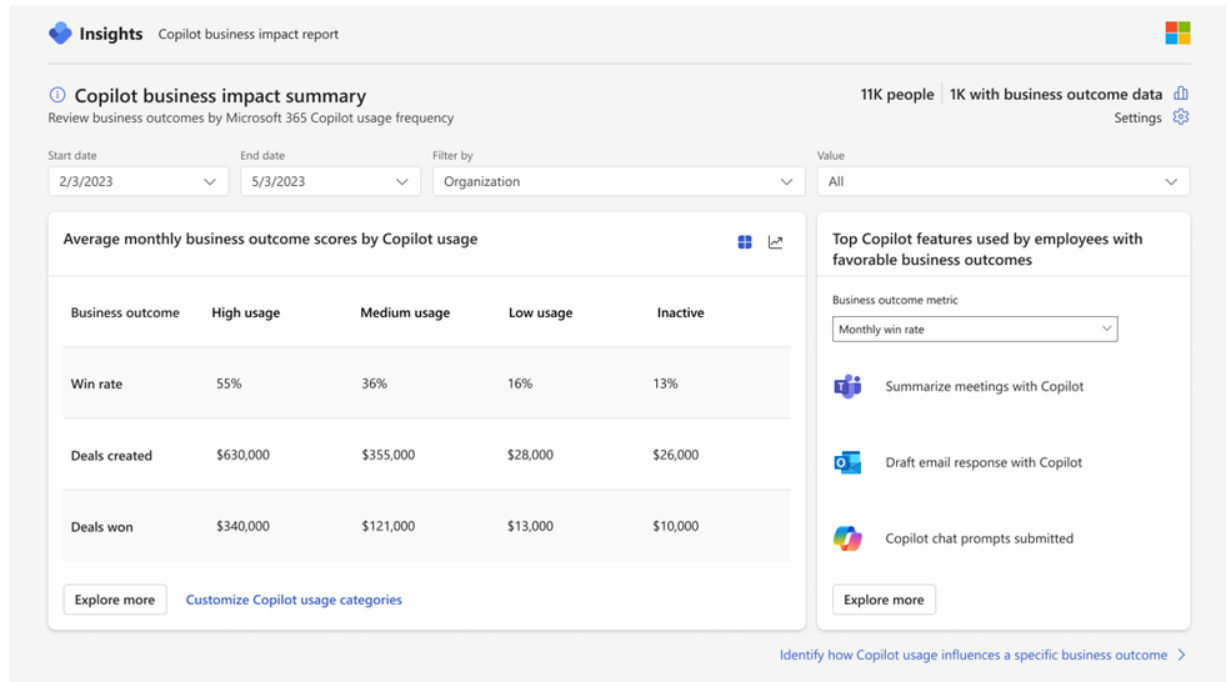 Insights Copilot business impact report
Copilot business impact summary
Review business outcomes by Microsoft 365 Copilot usage frequency
11K people 1K with business outcome data
Settings
Start date End date Filter by Value
2/3/2023 5/3/2023 Organization All
Average monthly business outcome scores by Copilot usage
Business outcome High usage Medium usage Low usage Inactive
Win rate 55% 36% 16% 13%
Deals created $630,000 $355,000 $28,000 $26,000
Deals won $340,000 $121,000 $13,000 $10,000
Explore more Customize Copilot usage categories
Top Copilot features used by employees with
favorable business outcomes
Business outcome metric
Monthly win rate
Summarize meetings with Copilot
Draft email response with Copilot
Copilot chat prompts submitted
Explore more
Identify how Copilot usage influences a specific business outcome